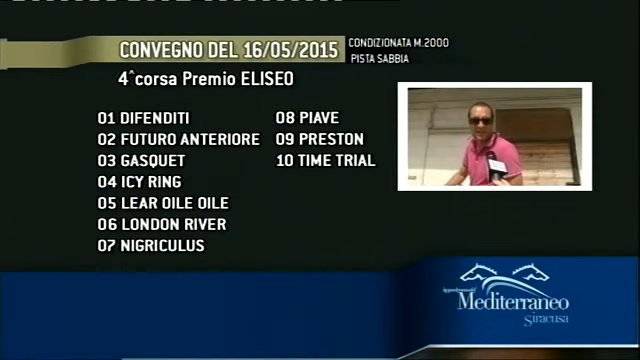 CONVEGNO DEL 16/05/2015
CONDIZIONATA M.2000
PISTA SABBIA
4^corsa Premio ELISEO
01 DIFENDITI
02 FUTURO ANTERIORE
03 GASQUET
04 ICY RING
05 LEAR OILE OILE
06 LONDON RIVER
07 NIGRICULUS
08 PIAVE
09 PRESTON
10 TIME TRIAL
ippodromo del
Mediterraneo
Siracusa